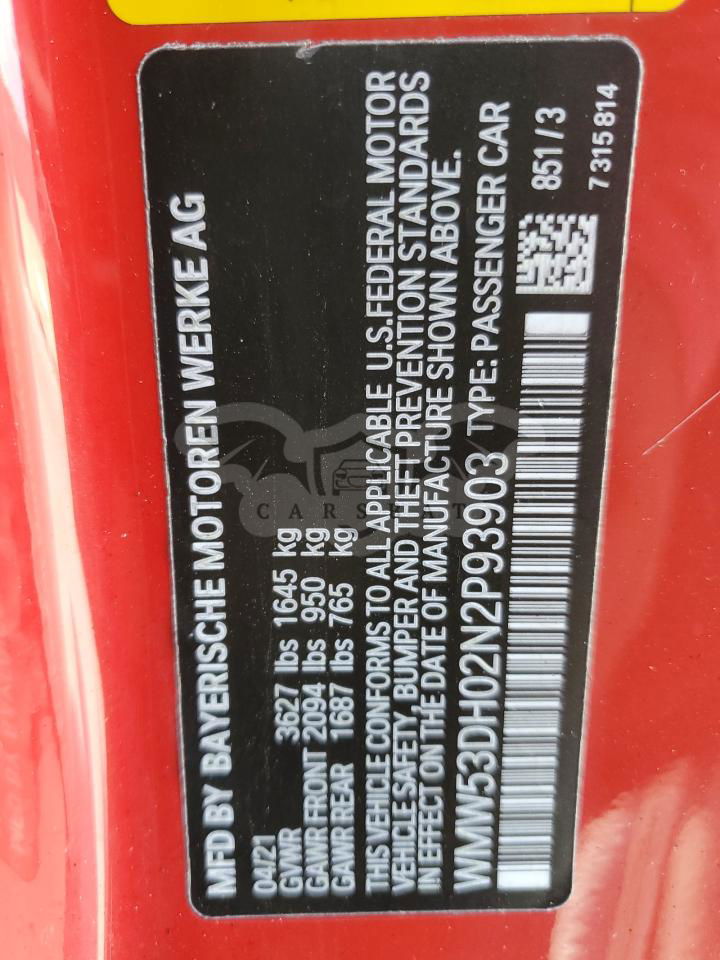 MFD BY BAYERISCHE MOTOREN WERKE AG
04/21
GVWR 3627 lbs 1645 kg
GAWR FRONT 2094 lbs 950 kg
GAWR REAR 1687 lbs 765 kg
THIS VEHICLE CONFORMS TO ALL APPLICABLE U.S.FEDERAL MOTOR
VEHICLE SAFETY, BUMPER AND THEFT PREVENTION STANDARDS
IN EFFECT ON THE DATE OF MANUFACTURE SHOWN ABOVE.
WMW53DH02N2P93903 TYPE: PASSENGER CAR
851/3
7 315 814